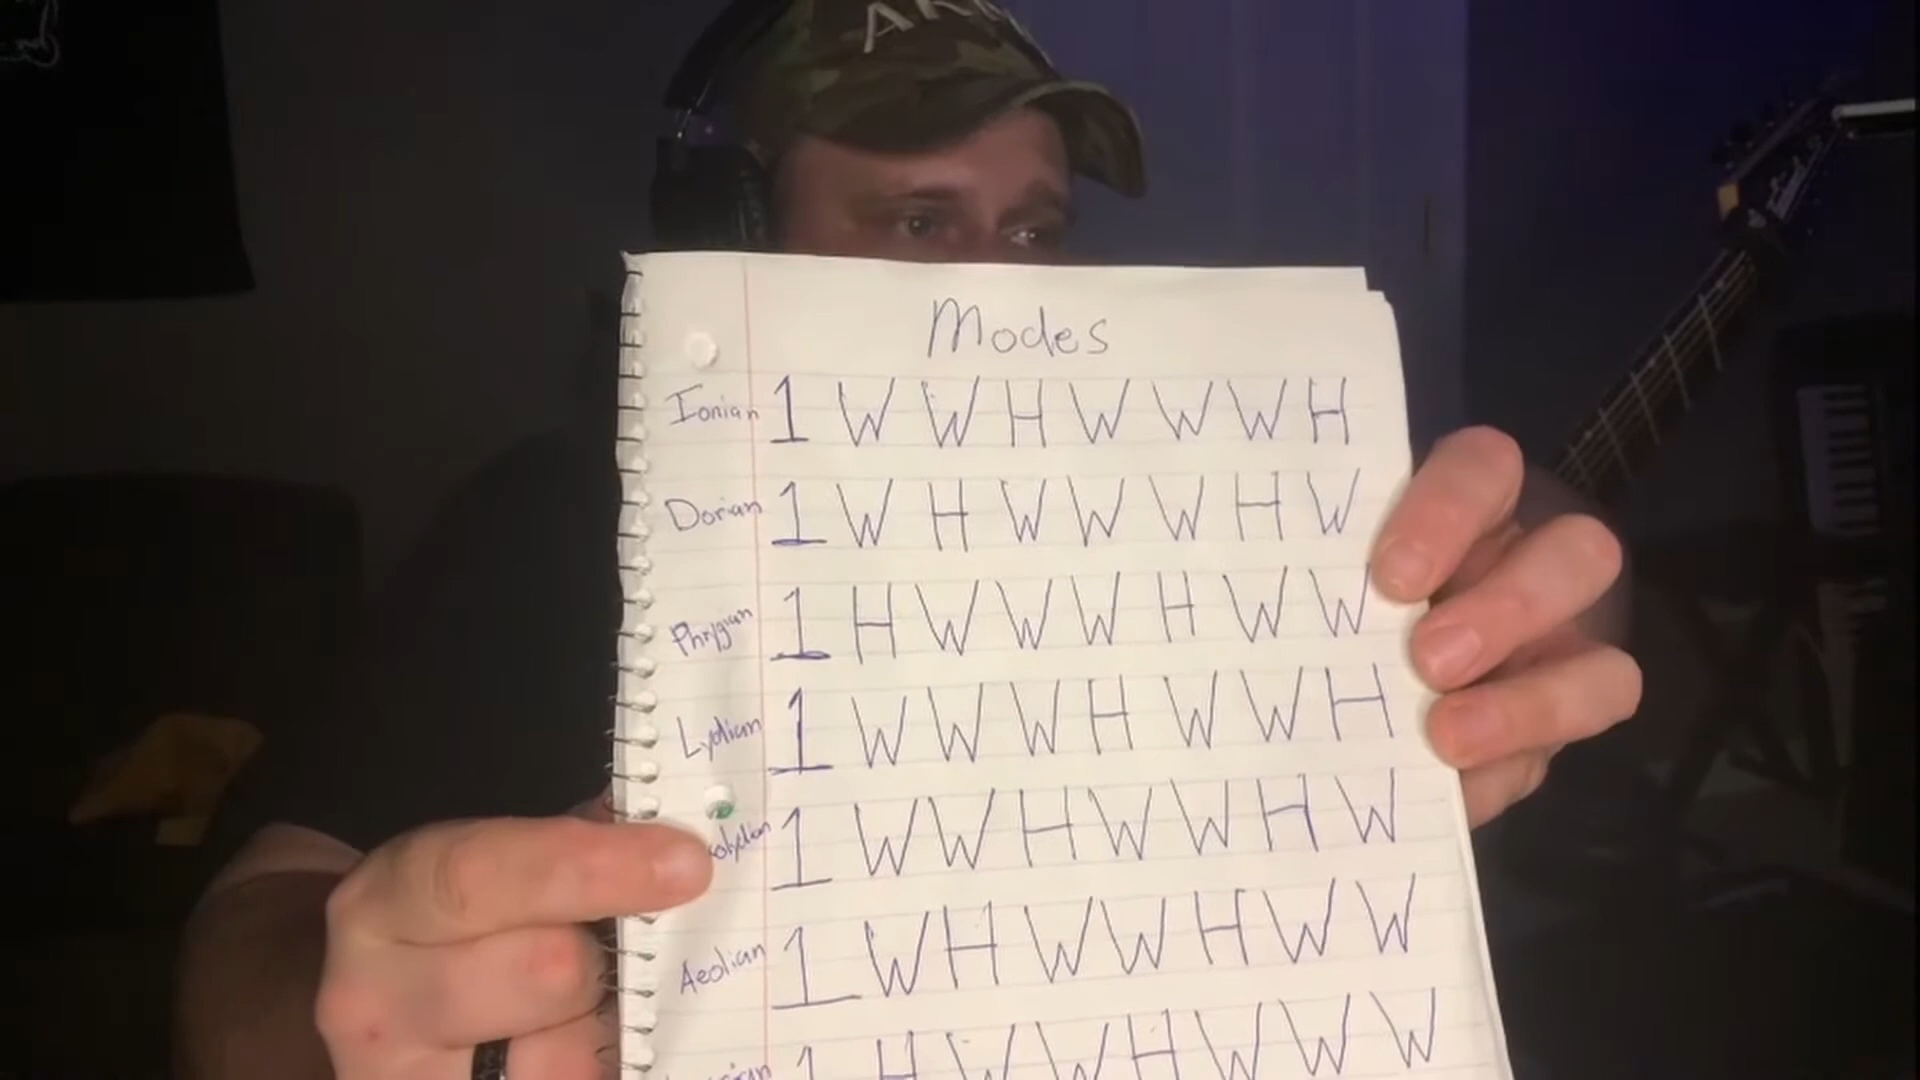 Modes
Ionian 1 W W H W W W H
Dorian 1 W H W W W H W
Phrygian 1 H W W W H W W
Lydian 1 W W W H W W H
1 W W H W W H W
Aeolian 1 W H W W H W W
1 H W W H W W W